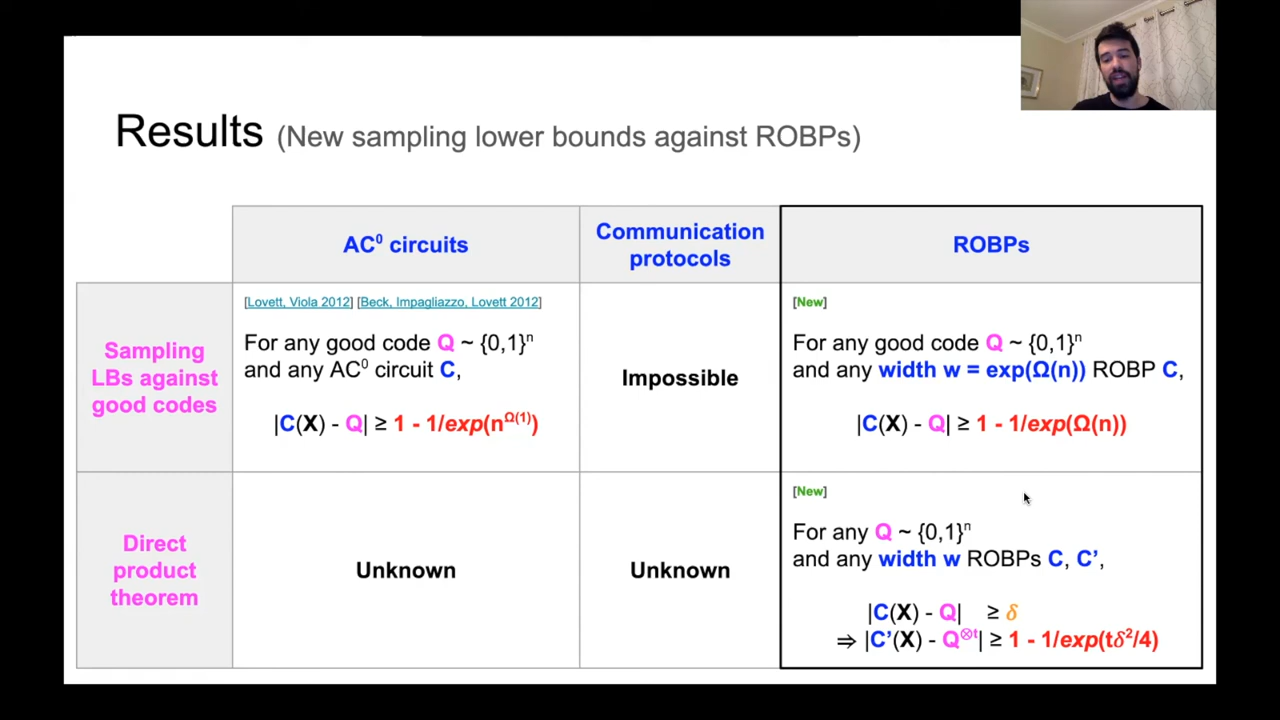 Results (New sampling lower bounds against ROBPs)
AC⁰ circuits
Communication
protocols
ROBPs
Sampling
LBs against
good codes
[Lovett, Viola 2012] [Beck, Impagliazzo, Lovett 2012]
For any good code Q ~ {0,1}ⁿ
and any AC⁰ circuit C,
|C(X) - Q| ≥ 1 - 1/exp(n^Ω(1))
Impossible
[New]
For any good code Q ~ {0,1}ⁿ
and any width w = exp(Ω(n)) ROBP C,
|C(X) - Q| ≥ 1 - 1/exp(Ω(n))
Direct
product
theorem
Unknown
Unknown
[New]
For any Q ~ {0,1}ⁿ
and any width w ROBPs C, C’,
|C(X) - Q| ≥ δ
⇒ |C’(X) - Q^⊗t| ≥ 1 - 1/exp(tδ²/4)